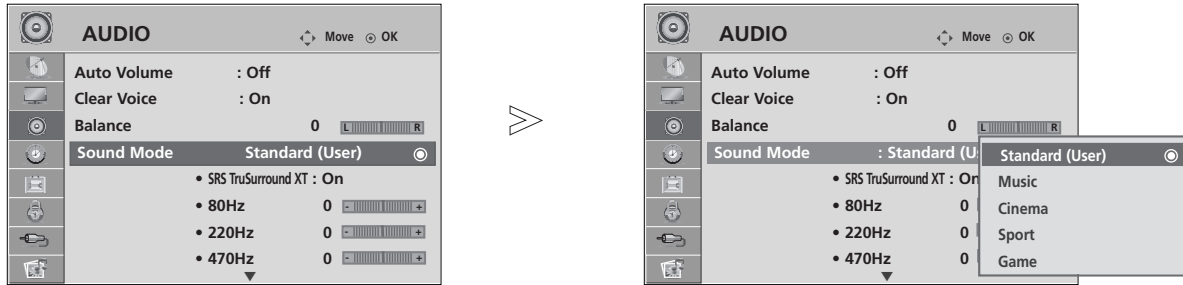 AUDIO
Move OK
Auto Volume : Off
Clear Voice : On
Balance 0 L R
Sound Mode Standard (User)
• SRS TruSurround XT : On
• 80Hz 0 - +
• 220Hz 0 - +
• 470Hz 0 - +
AUDIO
Move OK
Auto Volume : Off
Clear Voice : On
Balance 0 L R
Sound Mode : Standard (U
• SRS TruSurround XT : On
• 80Hz 0
• 220Hz 0
• 470Hz 0
Standard (User)
Music
Cinema
Sport
Game